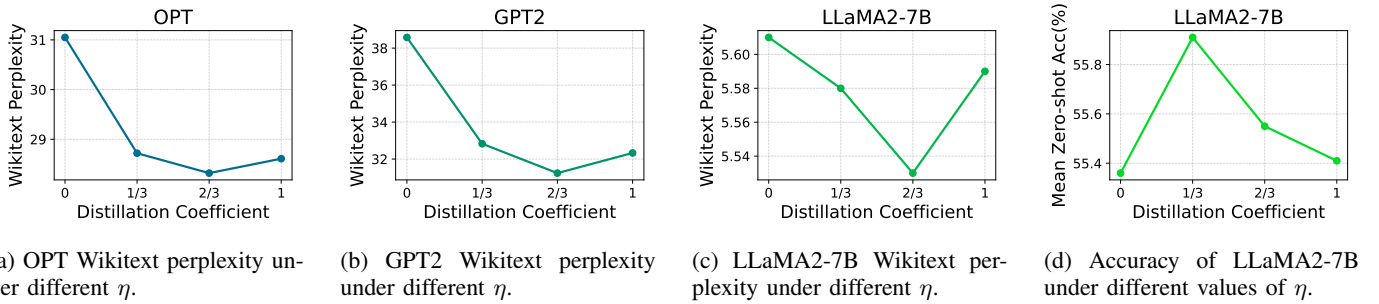 OPT
Wikitext Perplexity
31
30
29
0 1/3 2/3 1
Distillation Coefficient
GPT2
Wikitext Perplexity
38
36
34
32
0 1/3 2/3 1
Distillation Coefficient
LLaMA2-7B
Wikitext Perplexity
5.60
5.58
5.56
5.54
0 1/3 2/3 1
Distillation Coefficient
LLaMA2-7B
Mean Zero-shot Acc(%)
55.8
55.6
55.4
0 1/3 2/3 1
Distillation Coefficient
a) OPT Wikitext perplexity un-
er different η.
(b) GPT2 Wikitext perplexity
under different η.
(c) LLaMA2-7B Wikitext per-
plexity under different η.
(d) Accuracy of LLaMA2-7B
under different values of η.